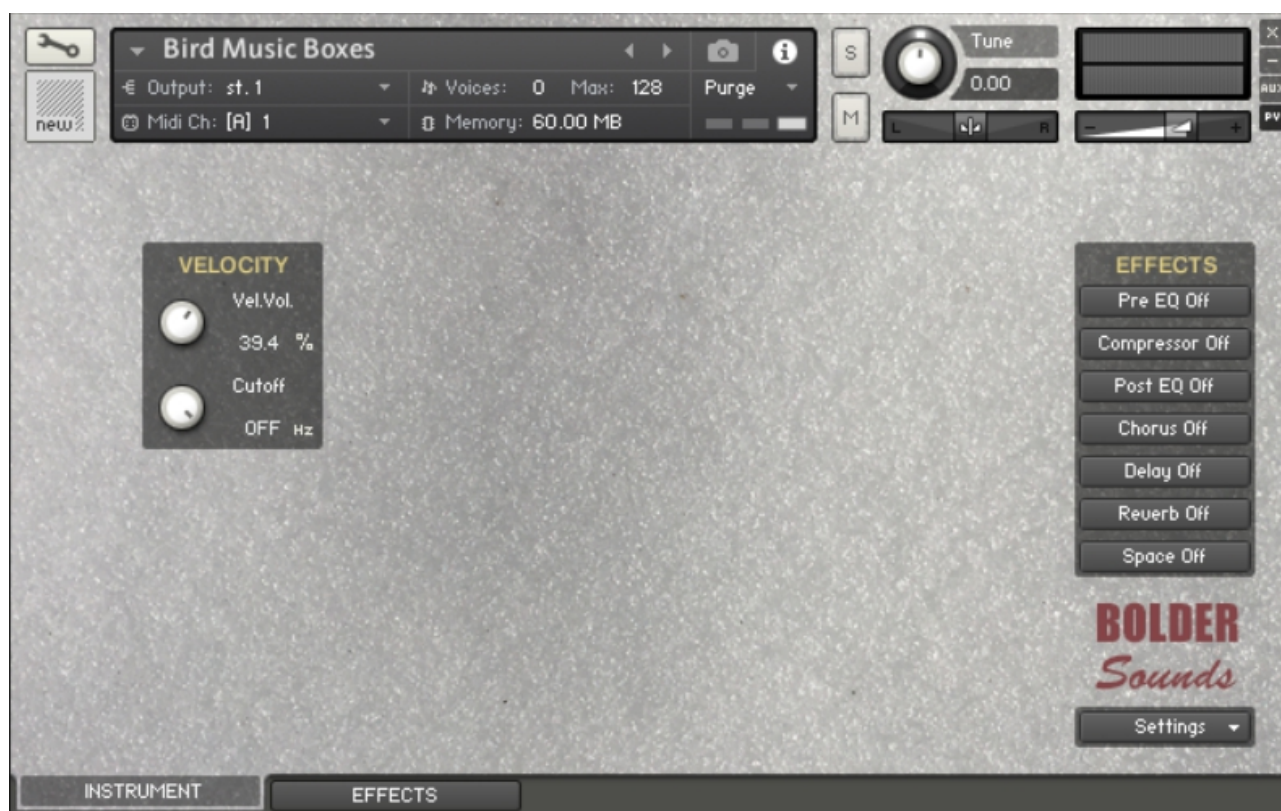 Bird Music Boxes
Output: st.1
Voices: 0 Max: 128
Purge
Midi Ch: [A] 1
Memory: 60.00 MB
new
i
S
M
Tune
0.00
L R
- +
X
-
AUX
PV
VELOCITY
Vel.Vol.
39.4 %
Cutoff
OFF Hz
EFFECTS
Pre EQ Off
Compressor Off
Post EQ Off
Chorus Off
Delay Off
Reverb Off
Space Off
BOLDER
Sounds
Settings
INSTRUMENT
EFFECTS